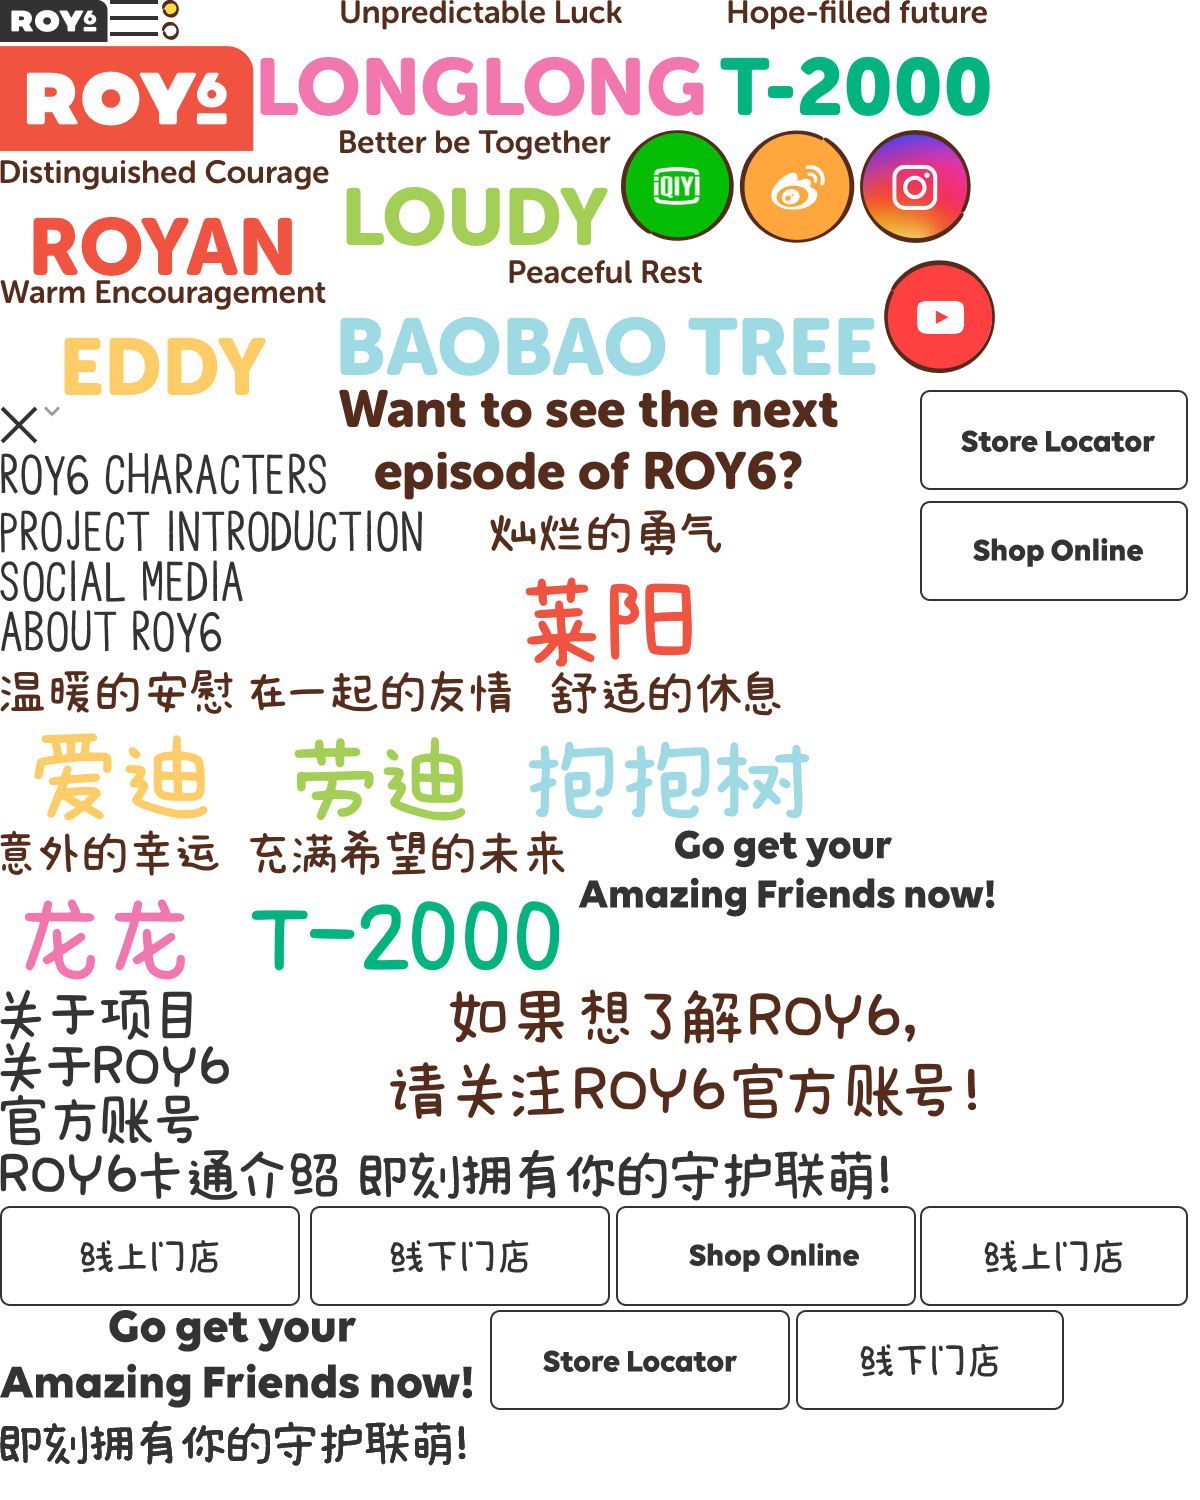 ROY6
Unpredictable Luck
Hope-filled future
ROY6
LONGLONG
T-2000
Better be Together
Distinguished Courage
LOUDY
iQIYI
ROYAN
Peaceful Rest
Warm Encouragement
BAOBAO TREE
EDDY
Want to see the next
episode of ROY6?
Store Locator
ROY6 CHARACTERS
PROJECT INTRODUCTION
灿烂的勇气
Shop Online
SOCIAL MEDIA
莱阳
ABOUT ROY6
温暖的安慰
在一起的友情
舒适的休息
爱迪
劳迪
抱抱树
意外的幸运
充满希望的未来
Go get your
Amazing Friends now!
龙龙
T-2000
关于项目
如果想了解ROY6,
关于ROY6
请关注ROY6官方账号!
官方账号
ROY6卡通介绍
即刻拥有你的守护联萌!
线上门店
线下门店
Shop Online
线上门店
Go get your
Amazing Friends now!
Store Locator
线下门店
即刻拥有你的守护联萌!